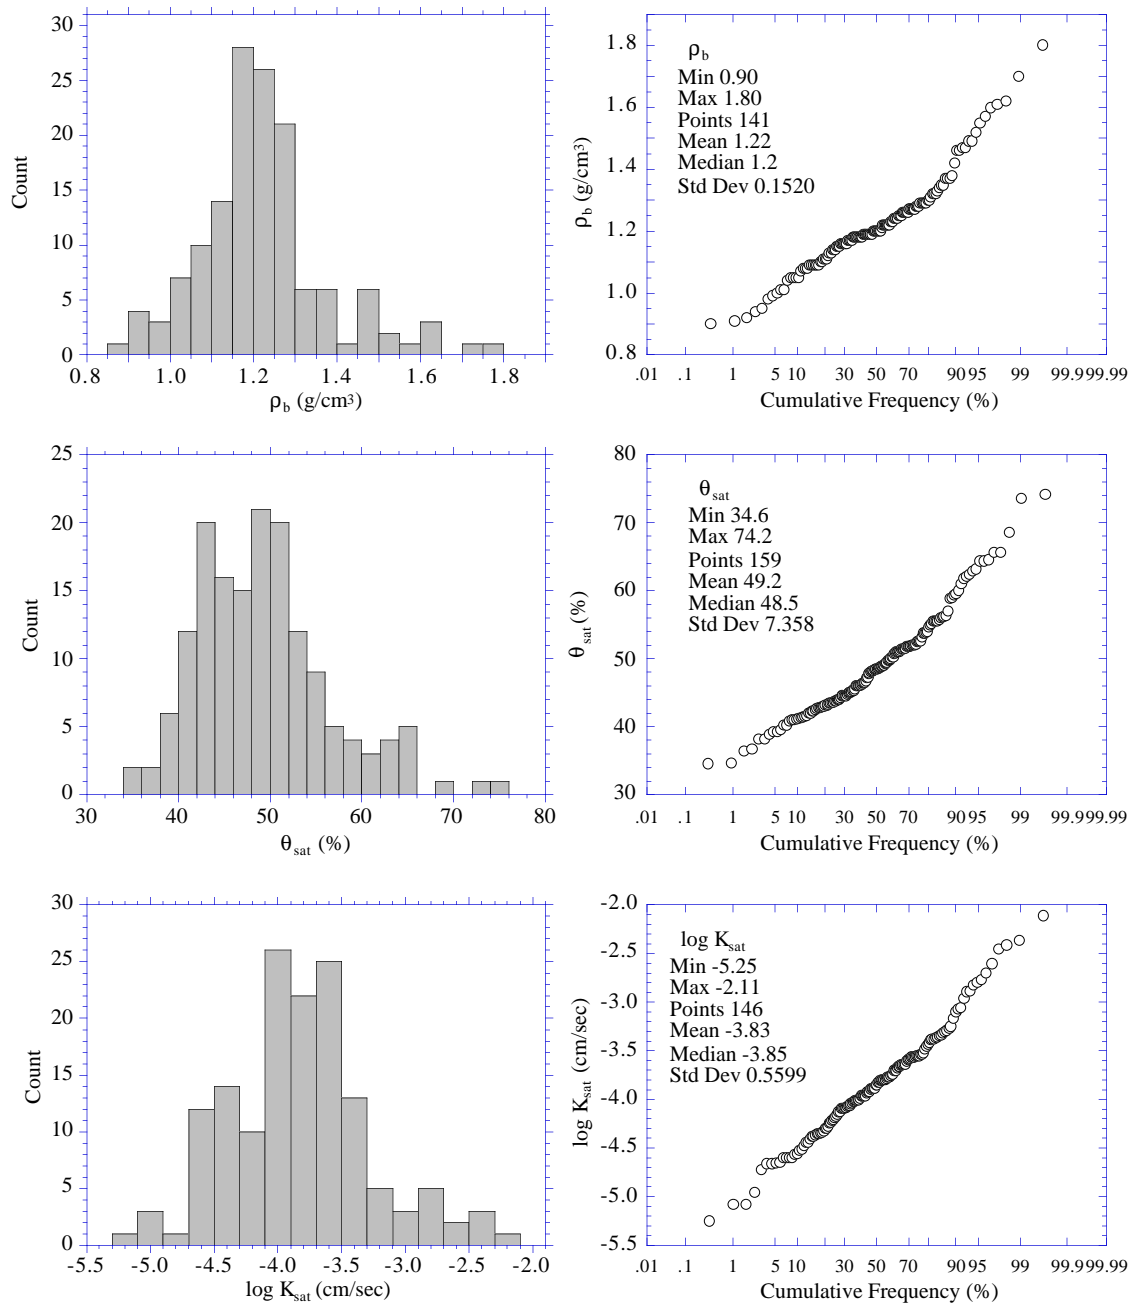 30
25
20
15
10
5
0
Count
0.8 1.0 1.2 1.4 1.6 1.8
ρb (g/cm³)
1.8
1.6
1.4
1.2
1.0
0.8
ρb (g/cm³)
ρb
Min 0.90
Max 1.80
Points 141
Mean 1.22
Median 1.2
Std Dev 0.1520
.01 .1 1 5 10 30 50 70 90 95 99 99.9 99.99
Cumulative Frequency (%)
25
20
15
10
5
0
Count
30 40 50 60 70 80
θsat (%)
80
70
60
50
40
30
θsat (%)
θsat
Min 34.6
Max 74.2
Points 159
Mean 49.2
Median 48.5
Std Dev 7.358
.01 .1 1 5 10 30 50 70 90 95 99 99.9 99.99
Cumulative Frequency (%)
30
25
20
15
10
5
0
Count
-5.5 -5.0 -4.5 -4.0 -3.5 -3.0 -2.5 -2.0
log Ksat (cm/sec)
-2.0
-2.5
-3.0
-3.5
-4.0
-4.5
-5.0
-5.5
log Ksat (cm/sec)
log Ksat
Min -5.25
Max -2.11
Points 146
Mean -3.83
Median -3.85
Std Dev 0.5599
.01 .1 1 5 10 30 50 70 90 95 99 99.9 99.99
Cumulative Frequency (%)